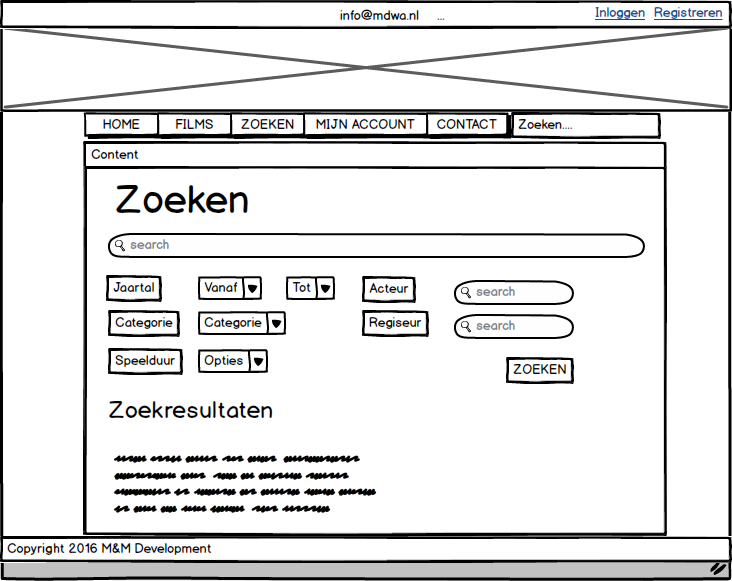 info@mdwa.nl ... Inloggen Registreren
HOME FILMS ZOEKEN MIJN ACCOUNT CONTACT Zoeken....
Content
Zoeken
search
Jaartal Vanaf Tot Acteur search
Categorie Categorie Regiseur search
Speelduur Opties ZOEKEN
Zoekresultaten
Copyright 2016 M&M Development